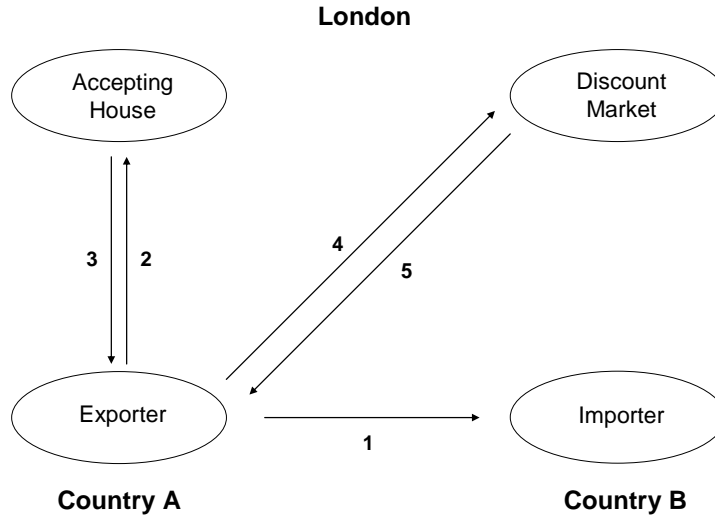 London
Accepting
House
Discount
Market
4
3
2
5
Exporter
Importer
1
Country A
Country B